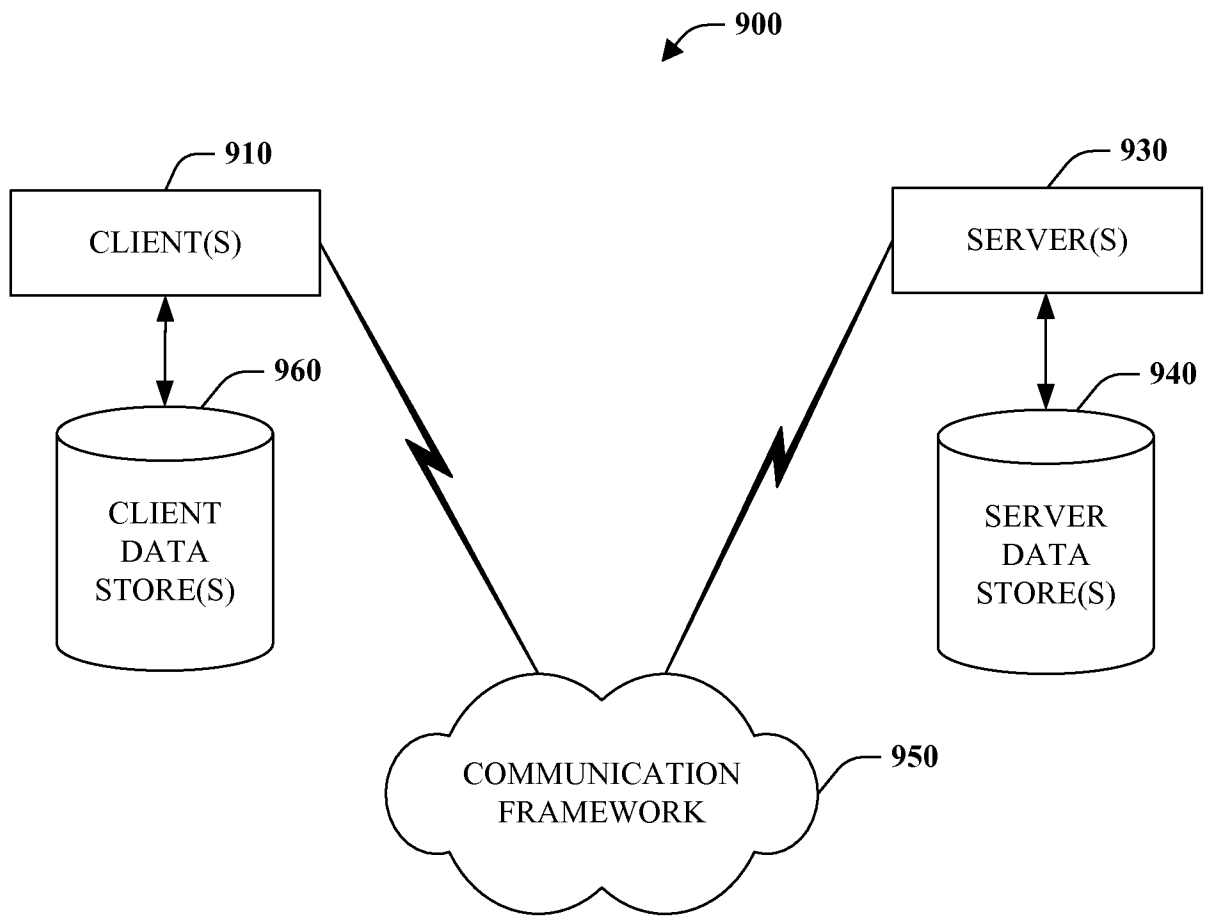 900
910
930
CLIENT(S)
SERVER(S)
960
940
CLIENT
DATA
STORE(S)
SERVER
DATA
STORE(S)
950
COMMUNICATION
FRAMEWORK